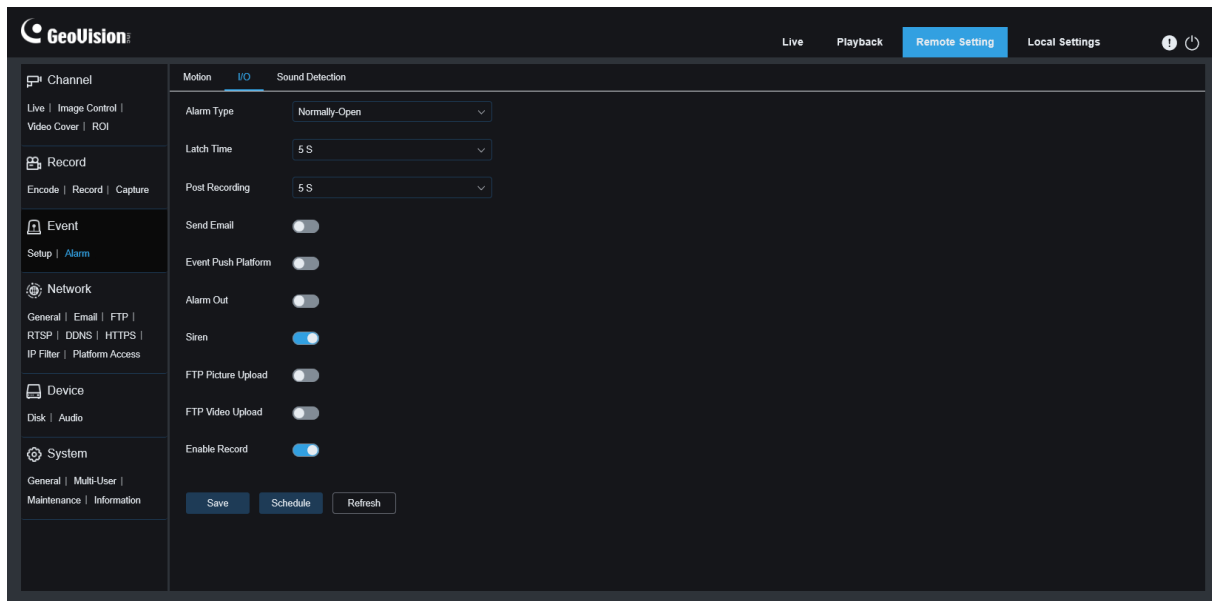 GeoVision
Live Playback Remote Setting Local Settings
Channel
Live | Image Control |
Video Cover | ROI
Record
Encode | Record | Capture
Event
Setup | Alarm
Network
General | Email | FTP |
RTSP | DDNS | HTTPS |
IP Filter | Platform Access
Device
Disk | Audio
System
General | Multi-User |
Maintenance | Information
Motion I/O Sound Detection
Alarm Type Normally-Open
Latch Time 5 S
Post Recording 5 S
Send Email
Event Push Platform
Alarm Out
Siren
FTP Picture Upload
FTP Video Upload
Enable Record
Save Schedule Refresh